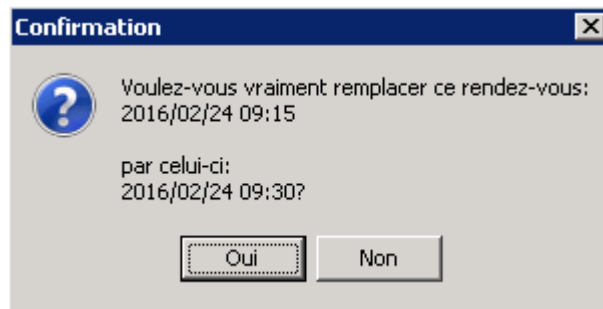 Confirmation
Voulez-vous vraiment remplacer ce rendez-vous:
2016/02/24 09:15
par celui-ci:
2016/02/24 09:30?
Oui
Non